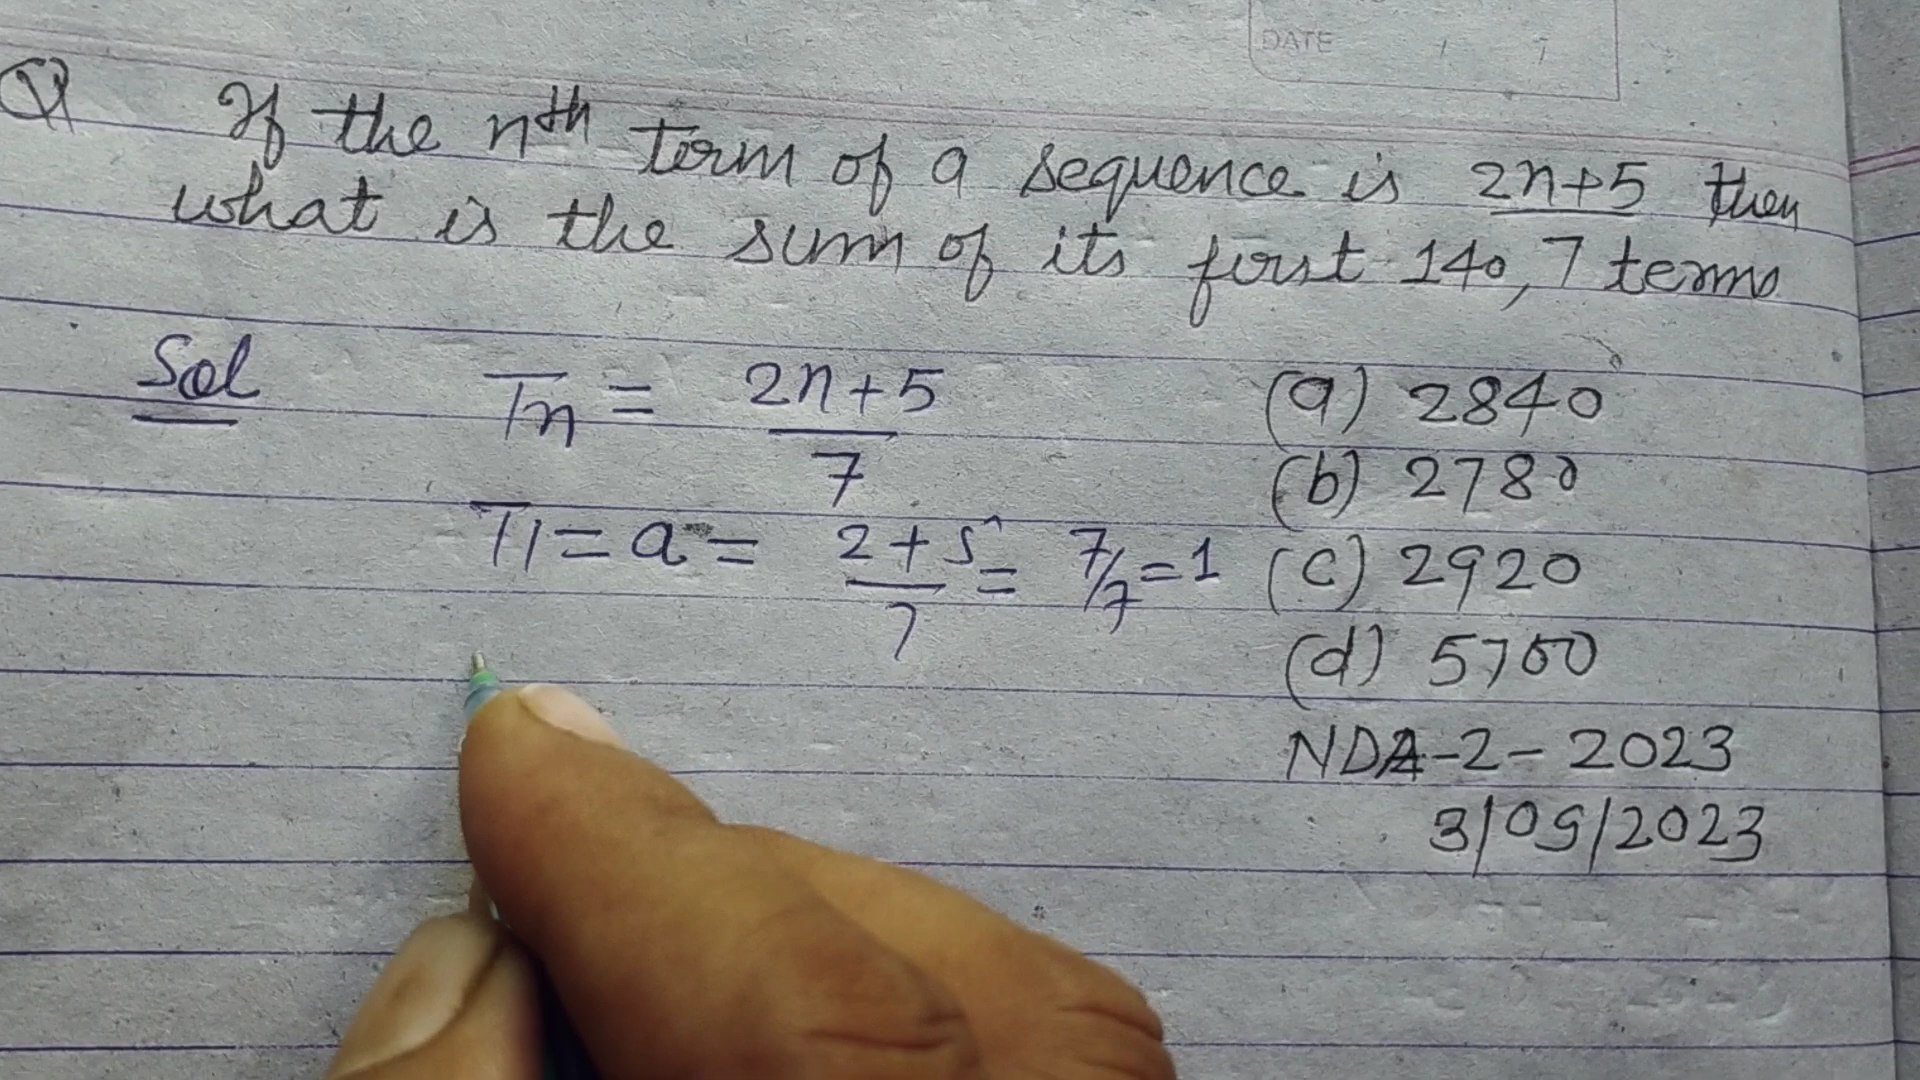 DATE / /
Q If the nth term of a sequence is 2n+5 then
what is the sum of its first 140, 7 terms
Sol Tn = 2n+5 (a) 2840
7 (b) 2780
T1 = a = 2+5 = 7/7 = 1 (c) 2920
7
(d) 5700
NDA-2-2023
3/09/2023